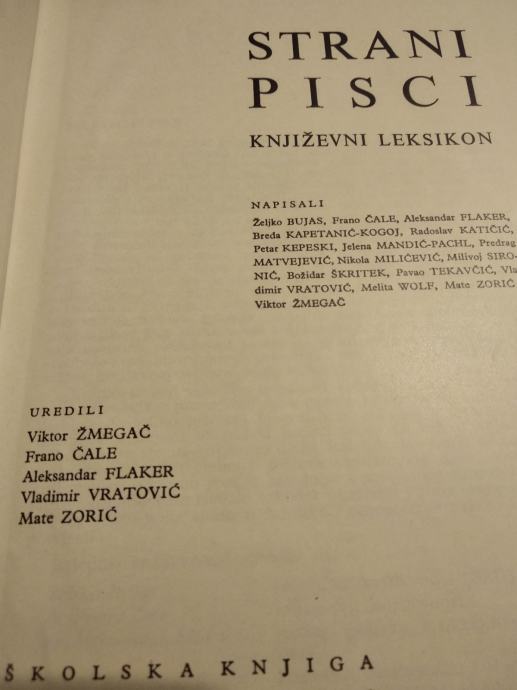 STRANI
PISCI
KNJIŽEVNI LEKSIKON
NAPISALI
Željko BUJAS, Frano ČALE, Aleksandar FLAKER,
Breda KAPETANIĆ-KOGOJ, Radoslav KATIČIĆ,
Petar KEPESKI, Jelena MANDIĆ-PACHL, Predrag
MATVEJEVIĆ, Nikola MILIĆEVIĆ, Milivoj SIRO-
NIĆ, Božidar ŠKRITEK, Pavao TEKAVČIĆ, Vla
dimir VRATOVIĆ, Melita WOLF, Mate ZORIĆ
Viktor ŽMEGAČ
UREDILI
Viktor ŽMEGAČ
Frano ČALE
Aleksandar FLAKER
Vladimir VRATOVIĆ
Mate ZORIĆ
ŠKOLSKA KNJIGA